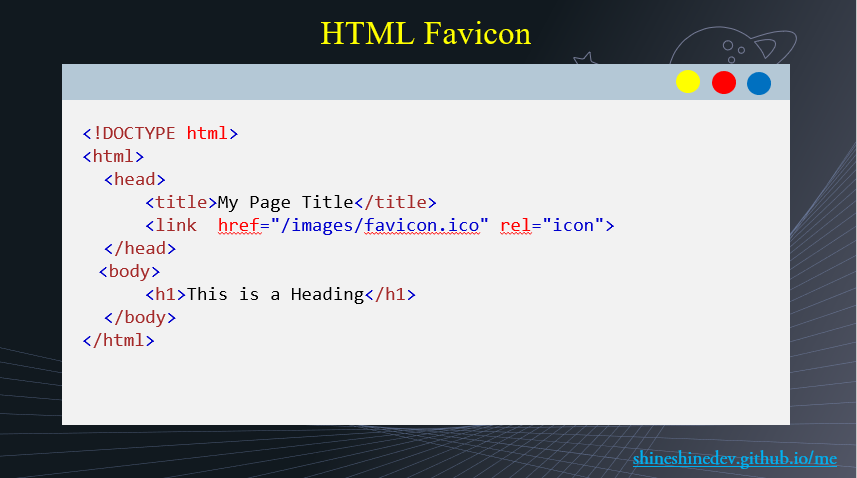 HTML Favicon
<!DOCTYPE html>
<html>
<head>
<title>My Page Title</title>
<link href="/images/favicon.ico" rel="icon">
</head>
<body>
<h1>This is a Heading</h1>
</body>
</html>
shineshinedev.github.io/me